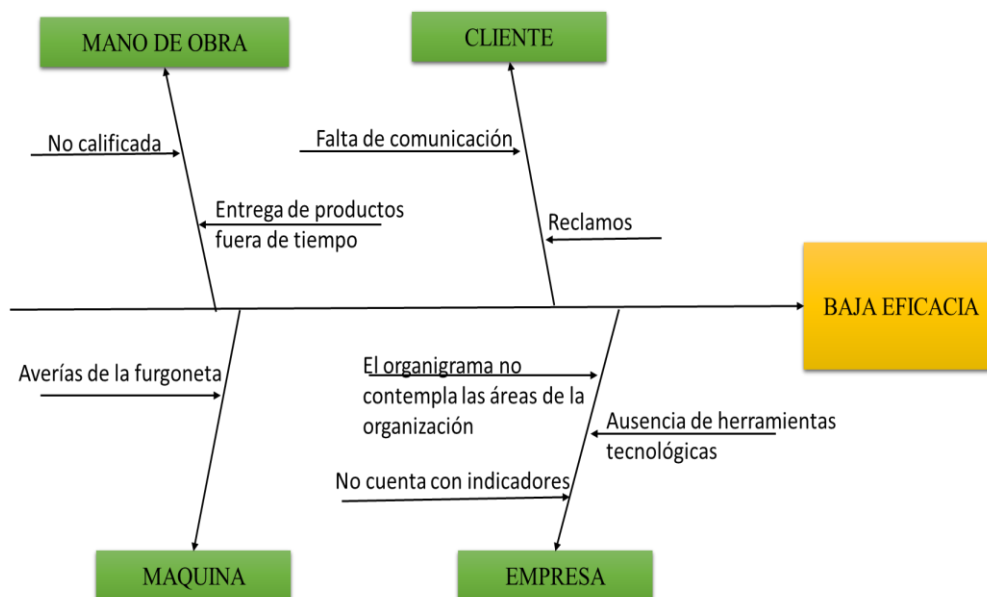 MANO DE OBRA
CLIENTE
No calificada
Falta de comunicación
Entrega de productos
fuera de tiempo
Reclamos
BAJA EFICACIA
Averías de la furgoneta
El organigrama no
contempla las áreas de la
organización
Ausencia de herramientas
tecnológicas
No cuenta con indicadores
MAQUINA
EMPRESA